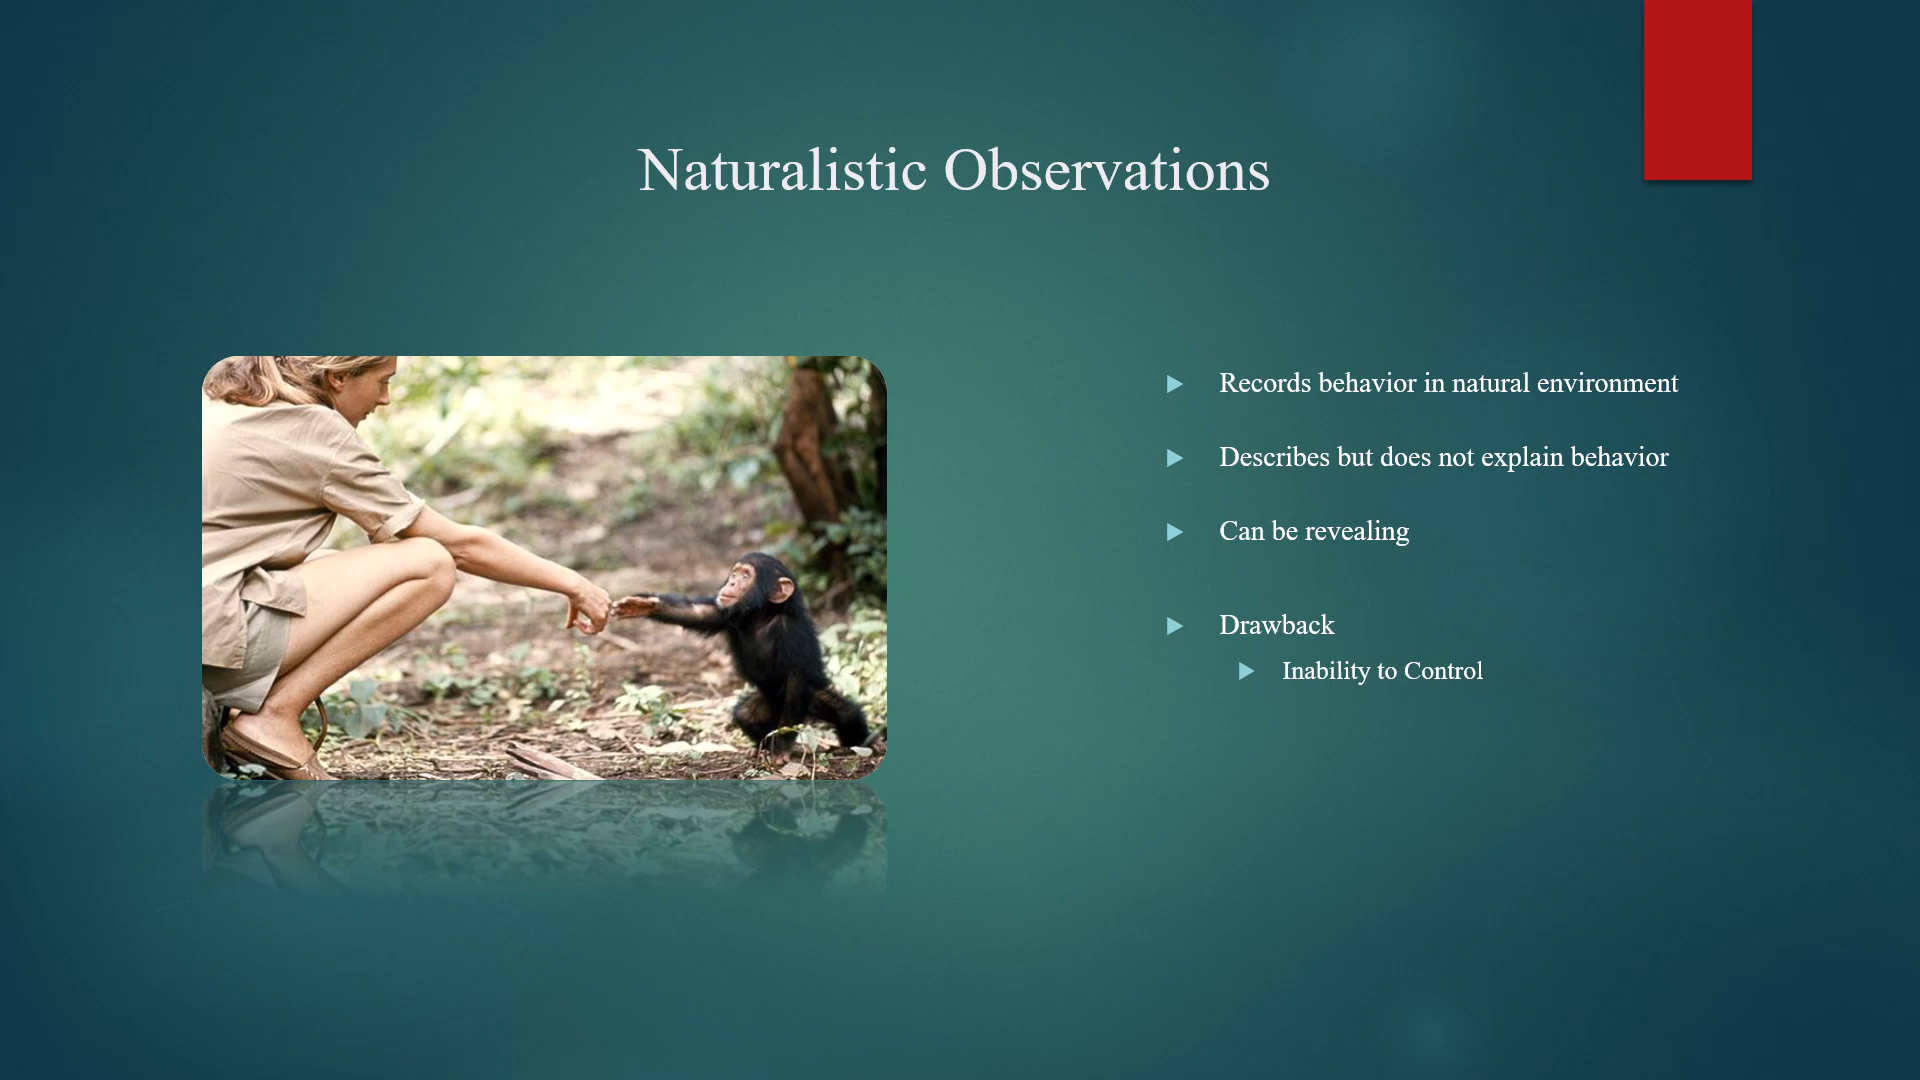 Naturalistic Observations
Records behavior in natural environment
Describes but does not explain behavior
Can be revealing
Drawback
Inability to Control